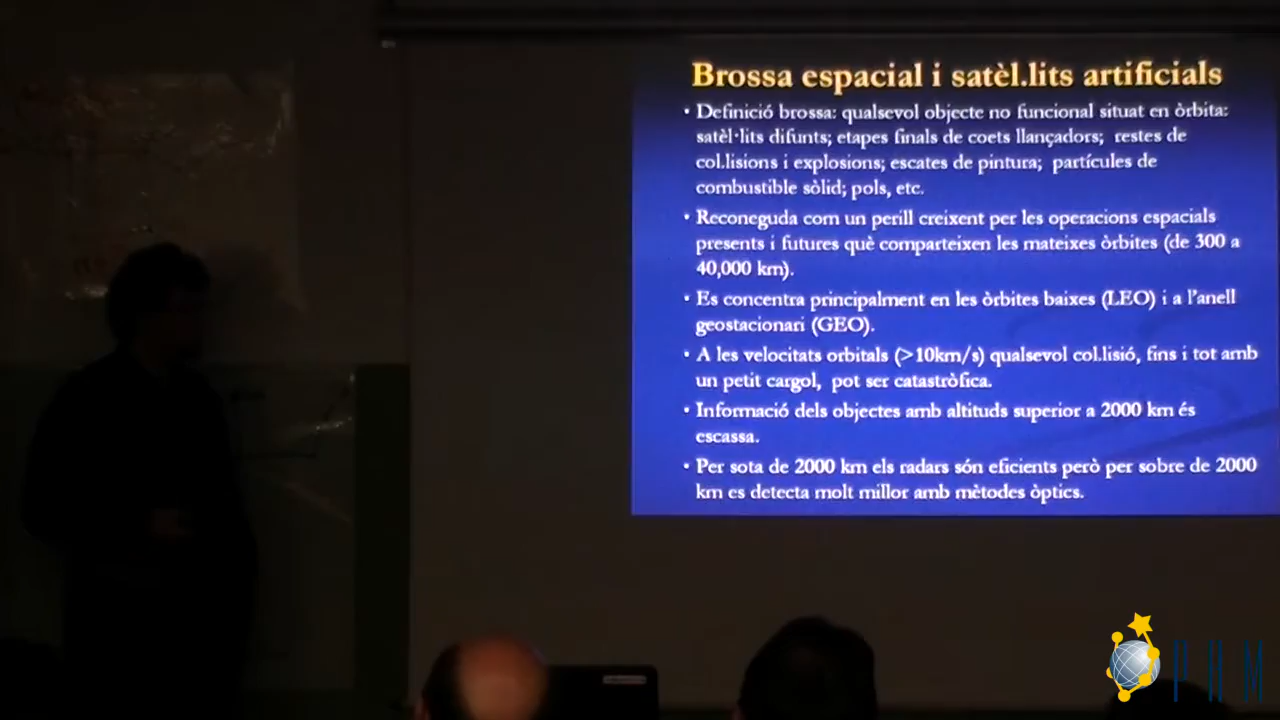 Brossa espacial i satèl.lits artificials
• Definició brossa: qualsevol objecte no funcional situat en òrbita:
satèl·lits difunts; etapes finals de coets llançadors; restes de
col.lisions i explosions; escates de pintura; partícules de
combustible sòlid; pols, etc.
• Reconeguda com un perill creixent per les operacions espacials
presents i futures què comparteixen les mateixes òrbites (de 300 a
40,000 km).
• Es concentra principalment en les òrbites baixes (LEO) i a l'anell
geostacionari (GEO).
• A les velocitats orbitals (>10km/s) qualsevol col.lisió, fins i tot amb
un petit cargol, pot ser catastròfica.
• Informació dels objectes amb altituds superior a 2000 km és
escassa.
• Per sota de 2000 km els radars són eficients però per sobre de 2000
km es detecta molt millor amb mètodes òptics.
PHM